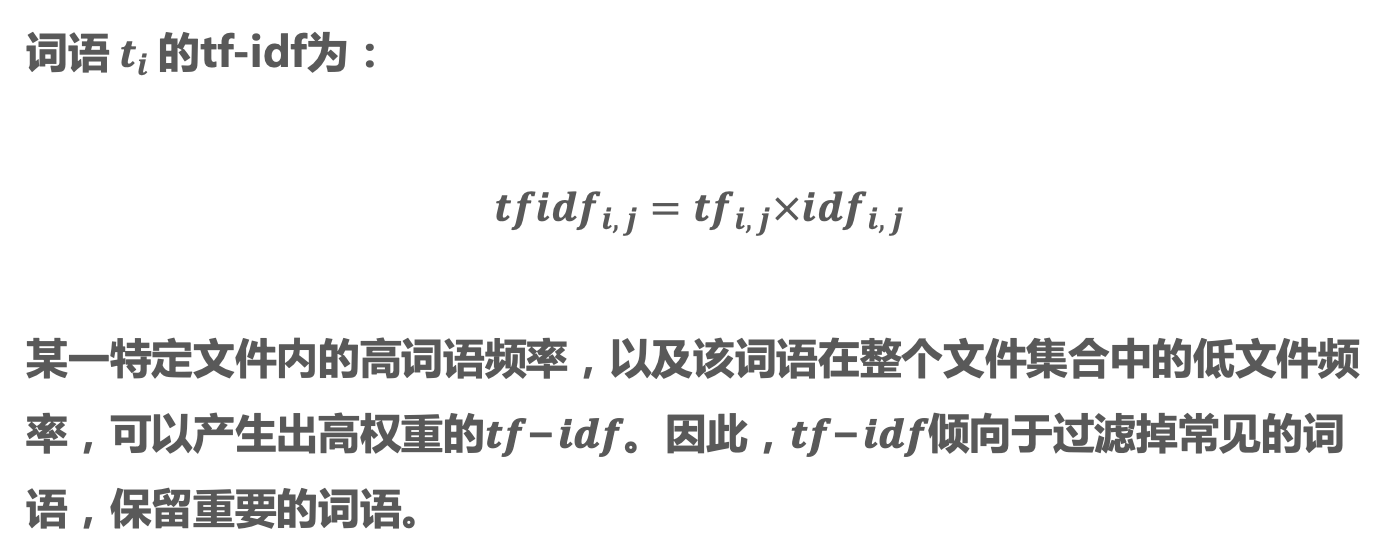 词语 tᵢ 的tf-idf为：
tfidf_{i,j} = tf_{i,j}×idf_{i,j}
某一特定文件内的高词语频率，以及该词语在整个文件集合中的低文件频
率，可以产生出高权重的tf−idf。因此，tf−idf倾向于过滤掉常见的词
语，保留重要的词语。